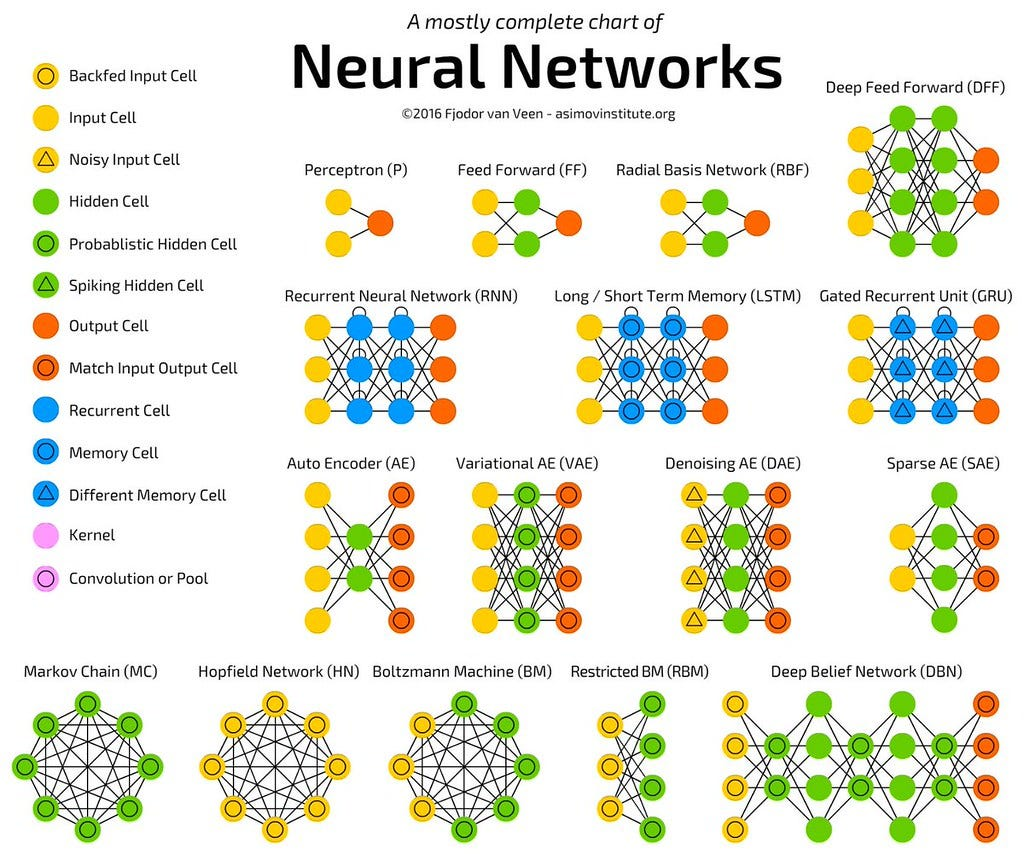 A mostly complete chart of
Neural Networks
©2016 Fjodor van Veen - asimovinstitute.org
Backfed Input Cell
Input Cell
Noisy Input Cell
Hidden Cell
Probablistic Hidden Cell
Spiking Hidden Cell
Output Cell
Match Input Output Cell
Recurrent Cell
Memory Cell
Different Memory Cell
Kernel
Convolution or Pool
Deep Feed Forward (DFF)
Perceptron (P)
Feed Forward (FF)
Radial Basis Network (RBF)
Recurrent Neural Network (RNN)
Long / Short Term Memory (LSTM)
Gated Recurrent Unit (GRU)
Auto Encoder (AE)
Variational AE (VAE)
Denoising AE (DAE)
Sparse AE (SAE)
Markov Chain (MC)
Hopfield Network (HN)
Boltzmann Machine (BM)
Restricted BM (RBM)
Deep Belief Network (DBN)